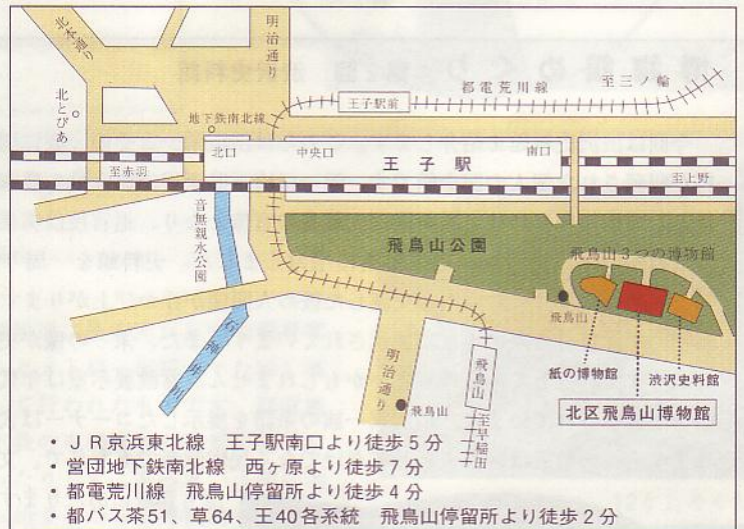 北本通り
明治通り
都電荒川線
至三ノ輪
王子駅前
北とぴあ
地下鉄南北線
北口
中央口
王子駅
南口
至赤羽
至上野
音無親水公園
飛鳥山公園
飛鳥山3つの博物館
石神井川
飛鳥山
明治通り
飛鳥山
飛鳥山
至早稲田
紙の博物館
渋沢史料館
北区飛鳥山博物館
・JR京浜東北線 王子駅南口より徒歩5分
・営団地下鉄南北線 西ヶ原より徒歩7分
・都電荒川線 飛鳥山停留所より徒歩4分
・都バス茶51、草64、王40各系統 飛鳥山停留所より徒歩2分